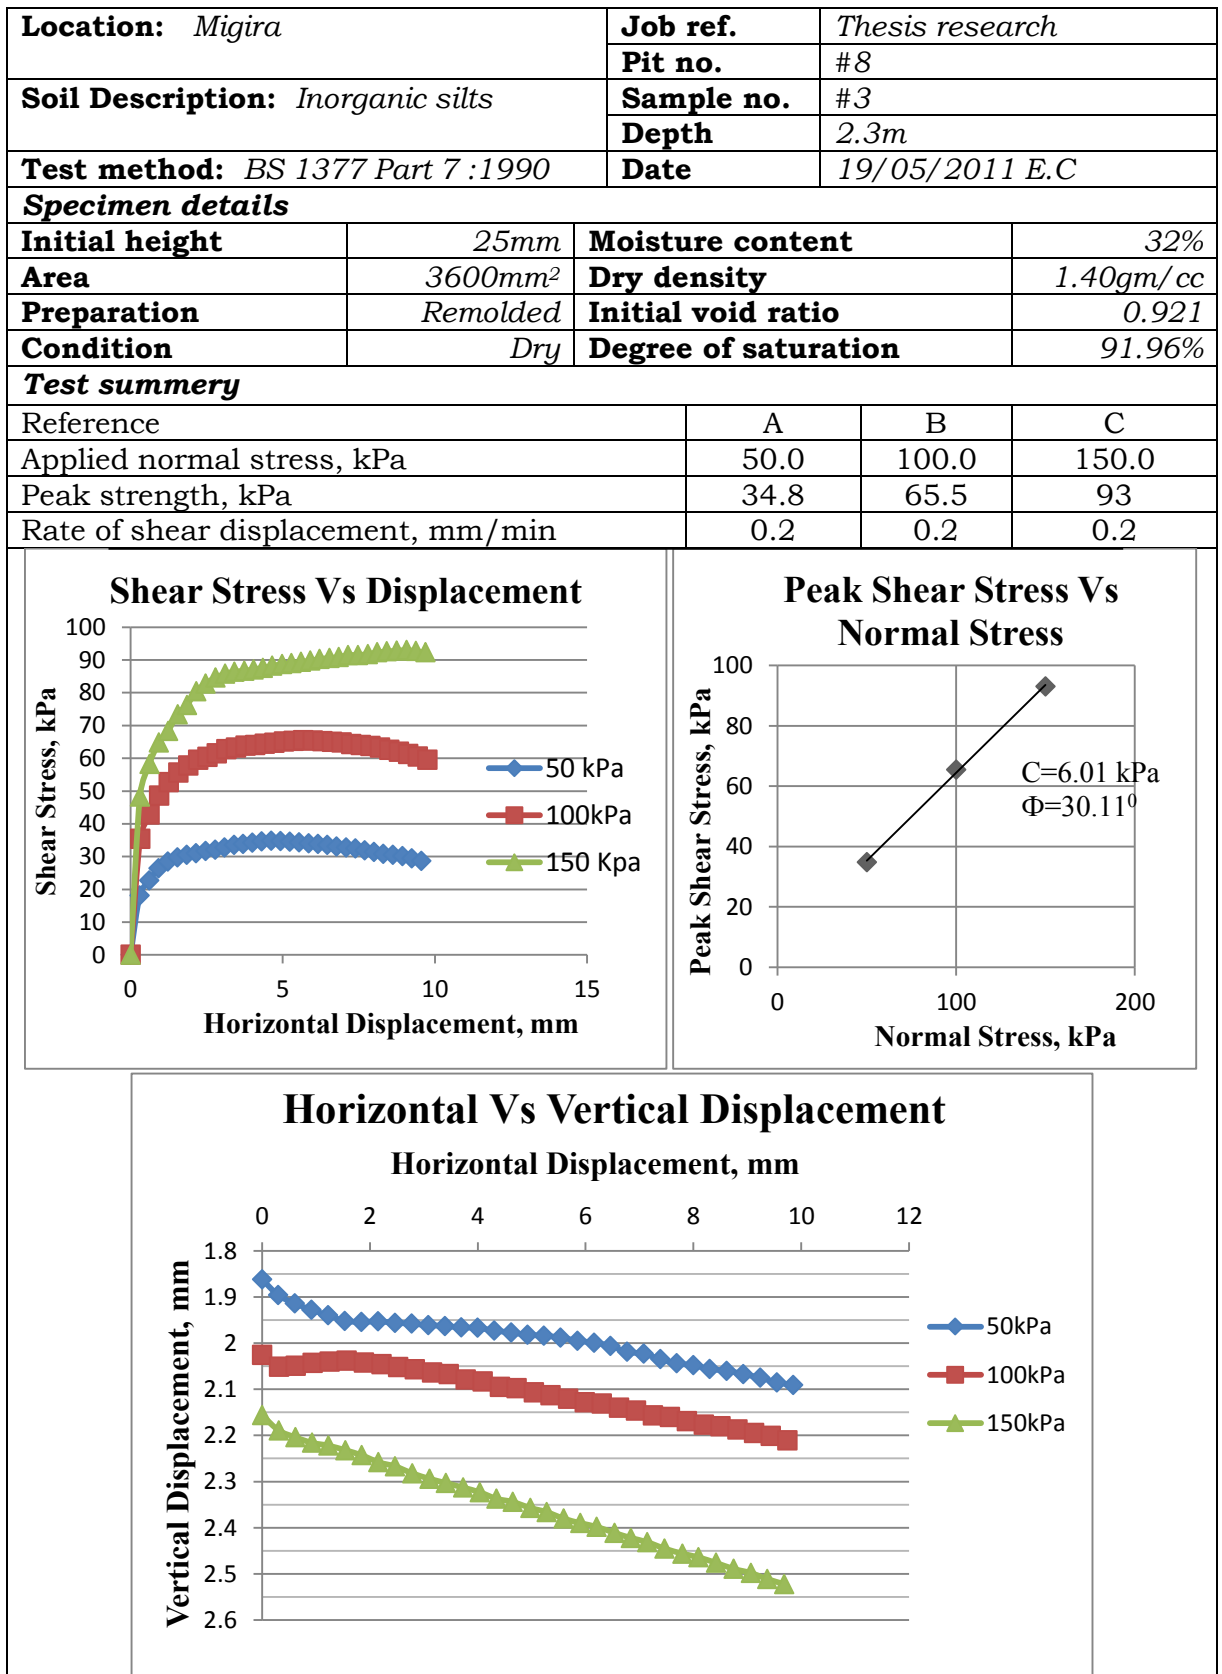 Location: Migira
Job ref. Thesis research
Pit no. #8
Soil Description: Inorganic silts
Sample no. #3
Depth 2.3m
Test method: BS 1377 Part 7 :1990
Date 19/05/2011 E.C
Specimen details
Initial height 25mm Moisture content 32%
Area 3600mm² Dry density 1.40gm/cc
Preparation Remolded Initial void ratio 0.921
Condition Dry Degree of saturation 91.96%
Test summery
Reference A B C
Applied normal stress, kPa 50.0 100.0 150.0
Peak strength, kPa 34.8 65.5 93
Rate of shear displacement, mm/min 0.2 0.2 0.2
Shear Stress Vs Displacement
Shear Stress, kPa
100
90
80
70
60
50
40
30
20
10
0
0 5 10 15
Horizontal Displacement, mm
50 kPa
100kPa
150 Kpa
Peak Shear Stress Vs
Normal Stress
Peak Shear Stress, kPa
100
80
60
40
20
0
0 100 200
Normal Stress, kPa
C=6.01 kPa
Φ=30.11⁰
Horizontal Vs Vertical Displacement
Horizontal Displacement, mm
0 2 4 6 8 10 12
Vertical Displacement, mm
1.8
1.9
2
2.1
2.2
2.3
2.4
2.5
2.6
50kPa
100kPa
150kPa